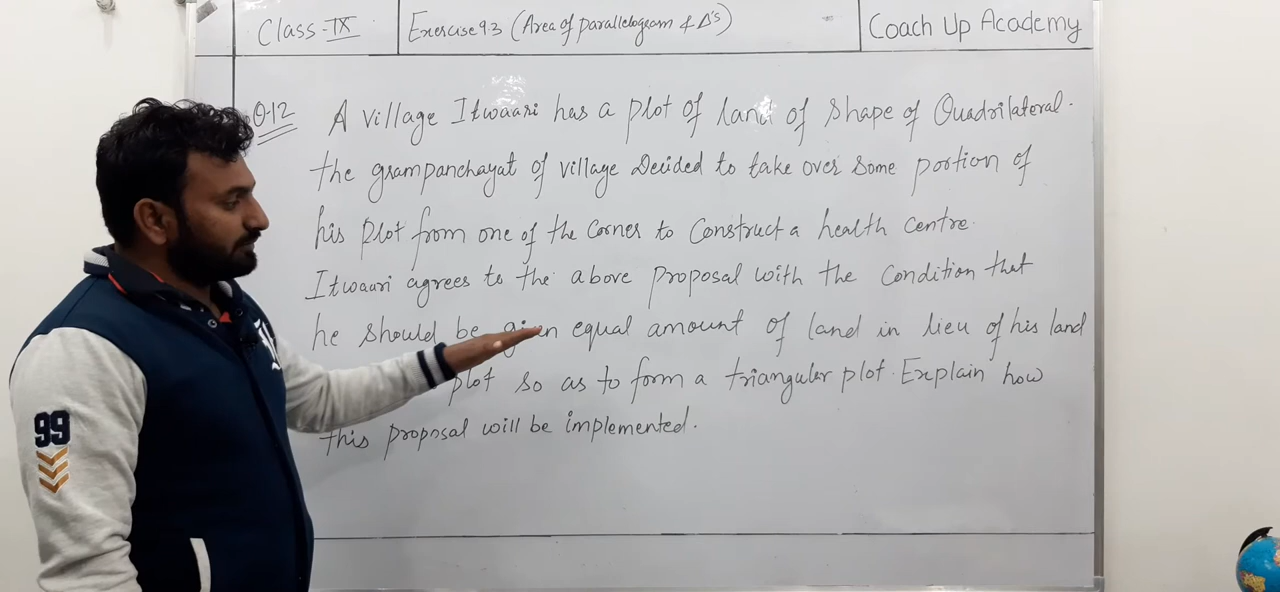 Class-IX
Exercise 9.3 (Area of Parallelogram & Δ's)
Coach Up Academy
Q.12
A village Itwaari has a plot of land of shape of Quadrilateral.
the grampanchayat of village Decided to take over some portion of
his plot from one of the corner to construct a health centre.
Itwaari agrees to the above proposal with the condition that
he should be given equal amount of land in lieu of his land
plot so as to form a triangular plot. Explain how
this proposal will be implemented.
99